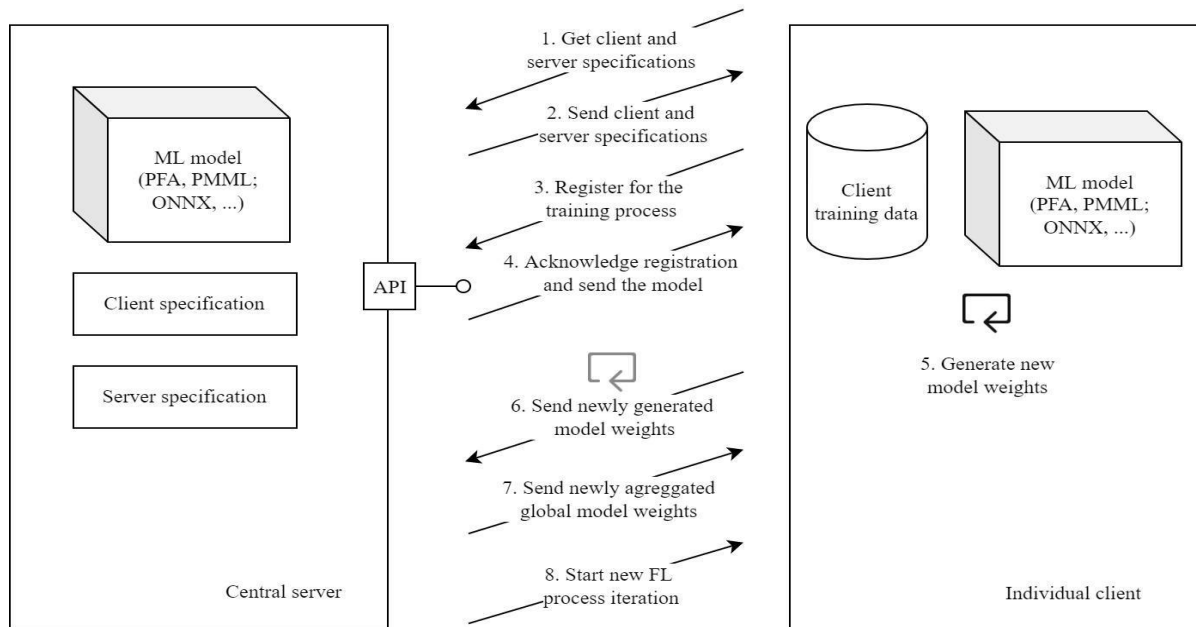 ML model
(PFA, PMML;
ONNX, ...)
Client specification
Server specification
Central server
API
1. Get client and
server specifications
2. Send client and
server specifications
3. Register for the
training process
4. Acknowledge registration
and send the model
6. Send newly generated
model weights
7. Send newly agreggated
global model weights
8. Start new FL
process iteration
Client
training data
ML model
(PFA, PMML;
ONNX, ...)
5. Generate new
model weights
Individual client